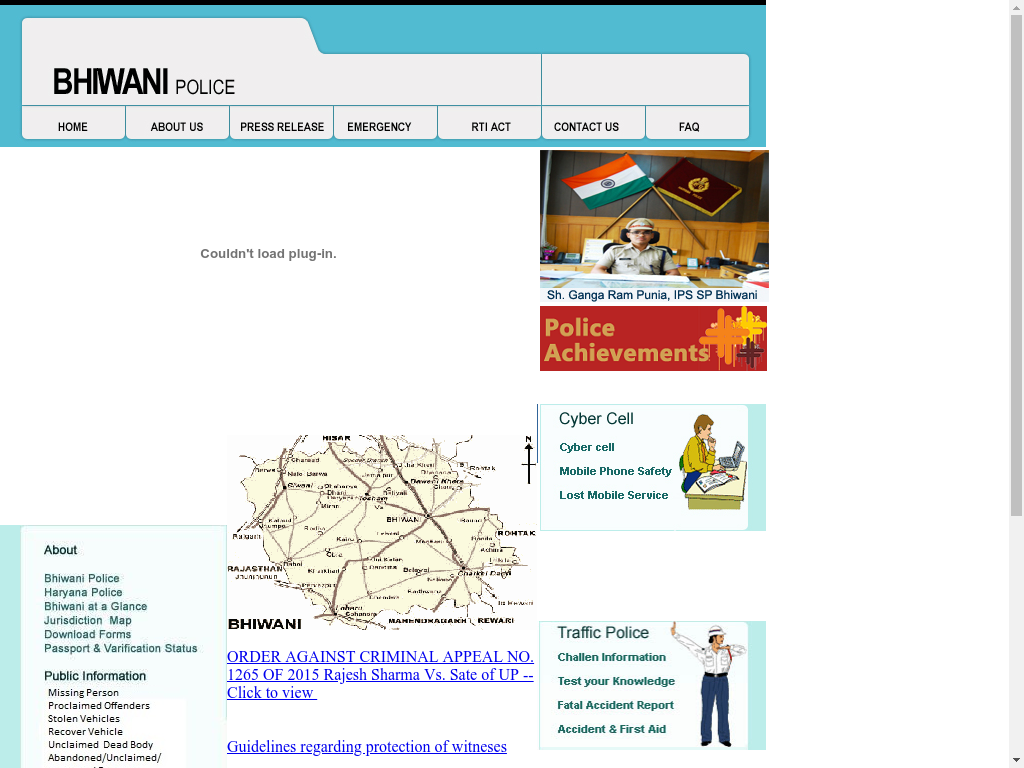 BHIWANI POLICE
HOME
ABOUT US
PRESS RELEASE
EMERGENCY
RTI ACT
CONTACT US
FAQ
Couldn't load plug-in.
Sh. Ganga Ram Punia, IPS SP Bhiwani
Police
Achievements
Cyber Cell
Cyber cell
Mobile Phone Safety
Lost Mobile Service
HISAR
N
Rohtak
BHIWANI
ROHTAK
RAJASTHAN
Loharu
BHIWANI
MAHENDRAGARH
REWARI
About
Bhiwani Police
Haryana Police
Bhiwani at a Glance
Jurisdiction Map
Download Forms
Passport & Varification Status
Public Information
Missing Person
Proclaimed Offenders
Stolen Vehicles
Recover Vehicle
Unclaimed Dead Body
Abandoned/Unclaimed/
ORDER AGAINST CRIMINAL APPEAL NO.
1265 OF 2015 Rajesh Sharma Vs. Sate of UP --
Click to view
Guidelines regarding protection of witneses
Traffic Police
Challen Information
Test your Knowledge
Fatal Accident Report
Accident & First Aid